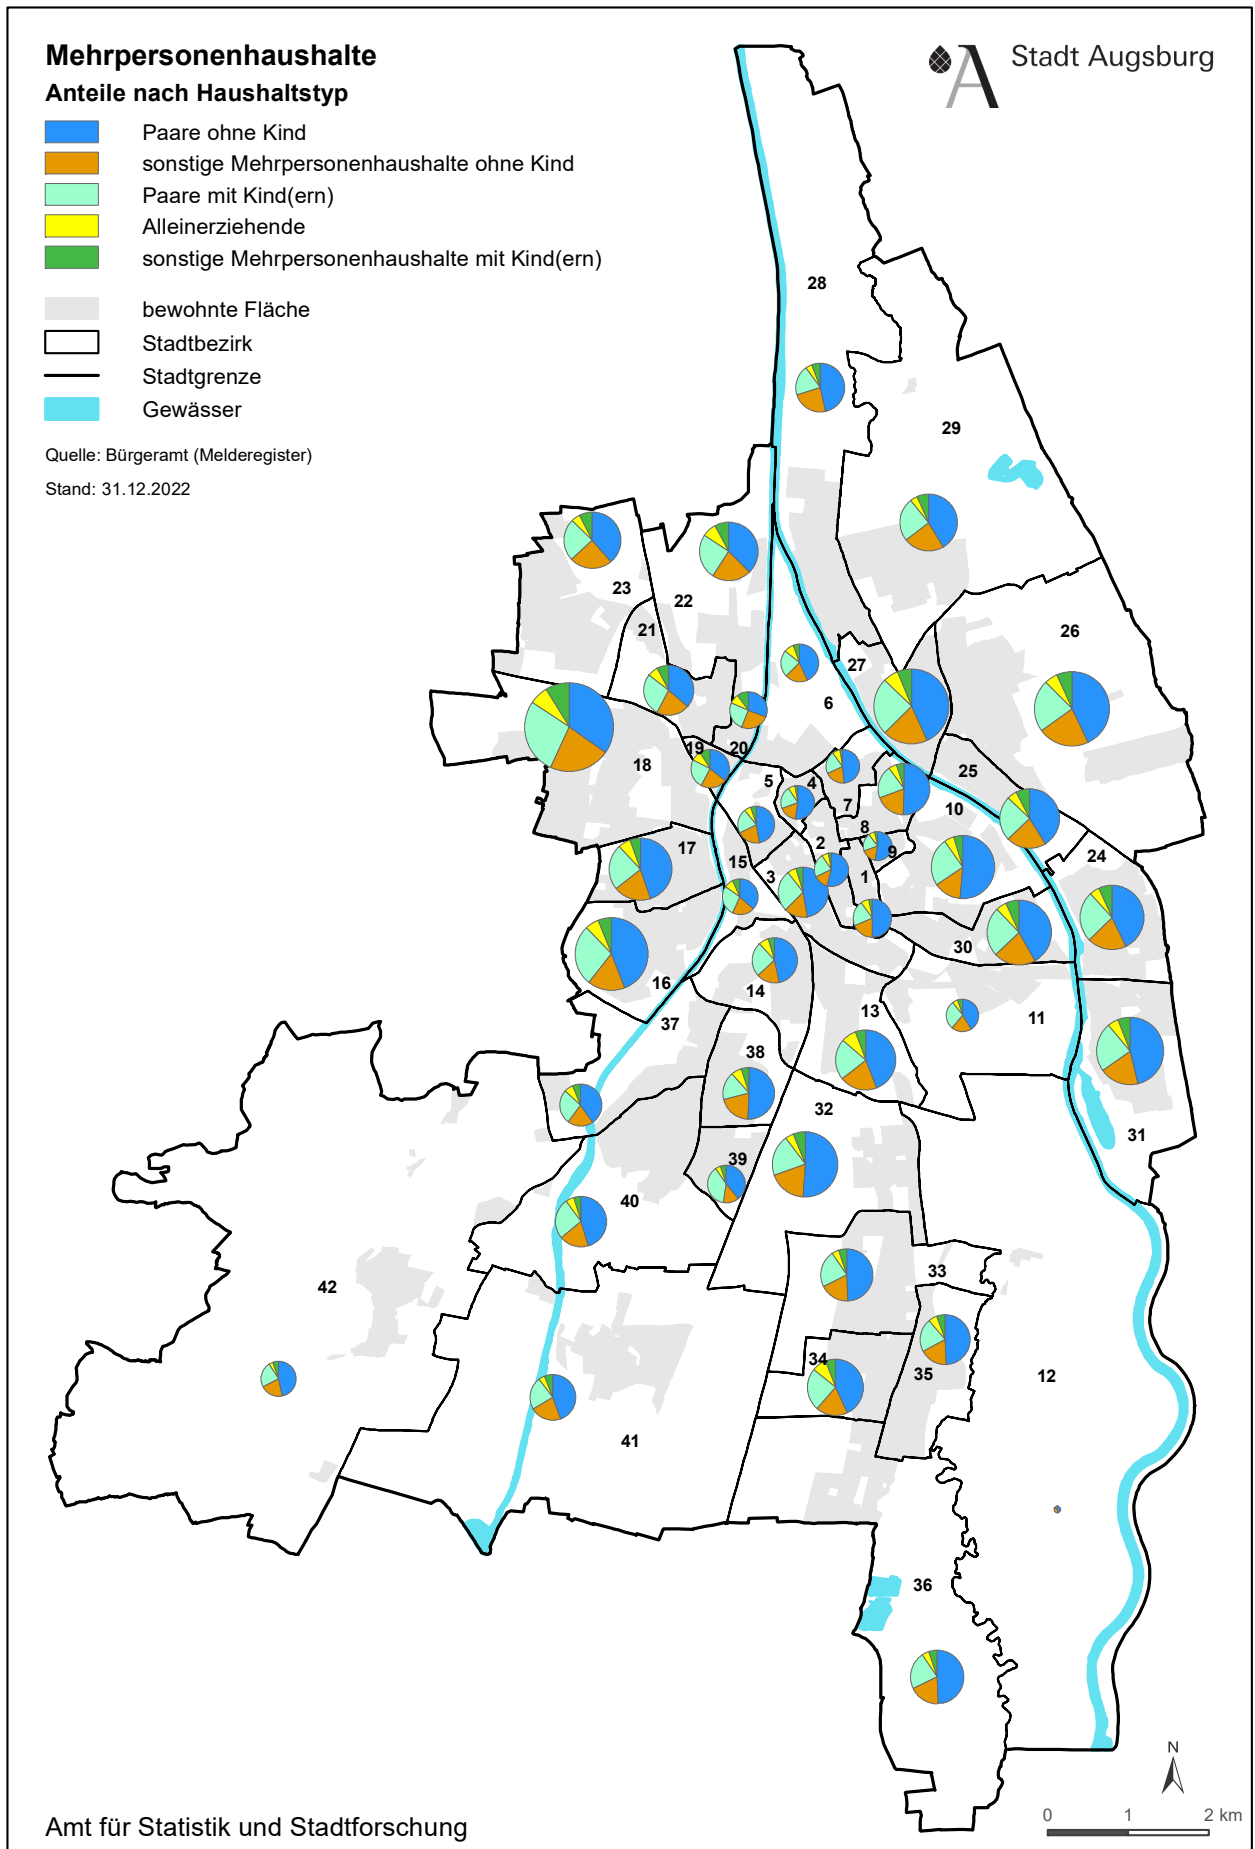 Mehrpersonenhaushalte
Anteile nach Haushaltstyp
Paare ohne Kind
sonstige Mehrpersonenhaushalte ohne Kind
Paare mit Kind(ern)
Alleinerziehende
sonstige Mehrpersonenhaushalte mit Kind(ern)
bewohnte Fläche
Stadtbezirk
Stadtgrenze
Gewässer
Quelle: Bürgeramt (Melderegister)
Stand: 31.12.2022
A Stadt Augsburg
28
29
23
22
21
26
27
6
18
19
20
5
4
7
25
10
8
9
2
17
15
3
1
24
30
16
14
13
11
37
38
32
31
39
40
33
42
34
35
12
41
36
N
0 1 2 km
Amt für Statistik und Stadtforschung